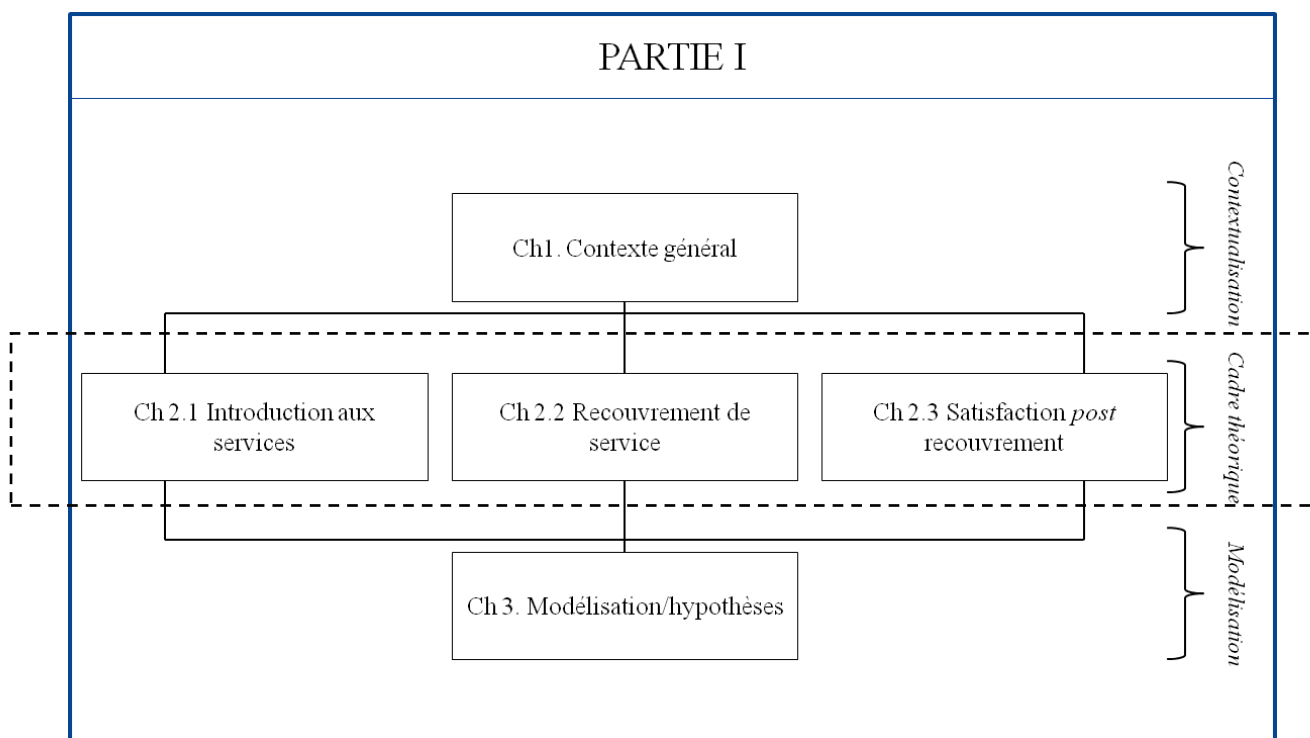 PARTIE I
Contextualisation
Ch1. Contexte général
Cadre théorique
Ch 2.1 Introduction aux
services
Ch 2.2 Recouvrement de
service
Ch 2.3 Satisfaction post
recouvrement
Modélisation
Ch 3. Modélisation/hypothèses